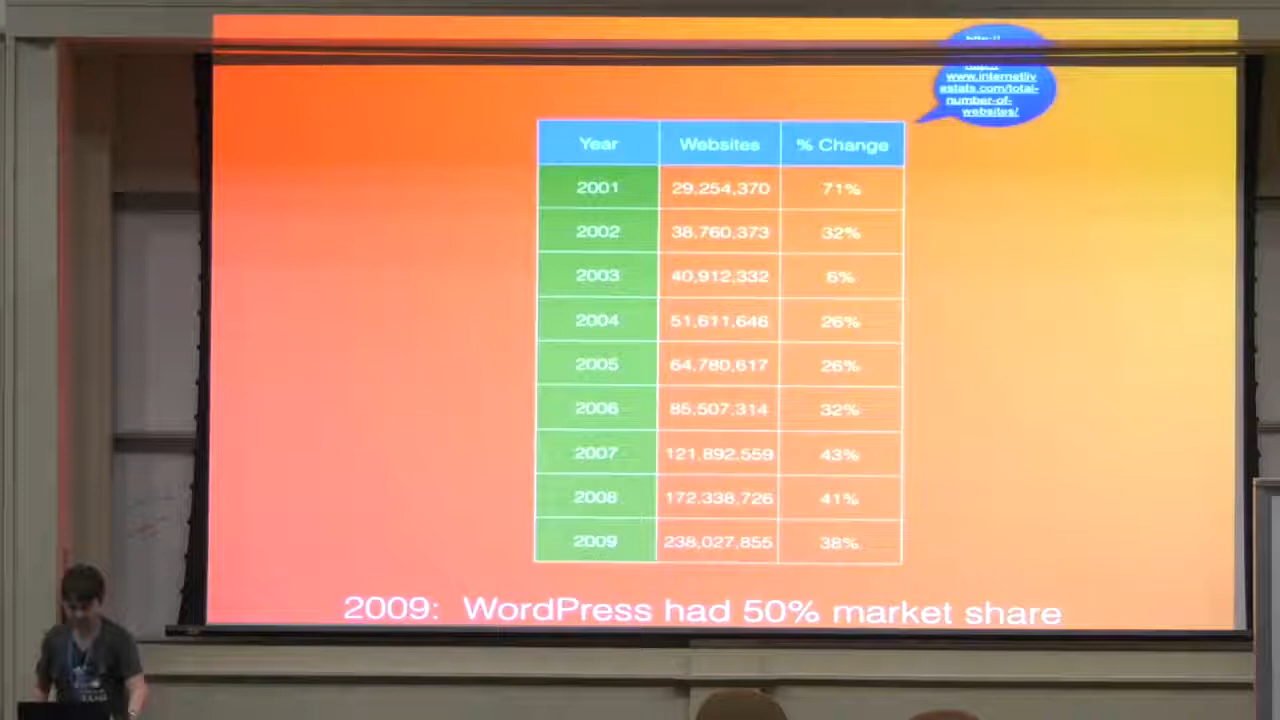 http://
www.internetliv
estats.com/total-
number-of-
websites/
Year Websites % Change
2001 29,254,370 71%
2002 38,760,373 32%
2003 40,912,332 6%
2004 51,611,646 26%
2005 64,780,617 26%
2006 85,507,314 32%
2007 121,892,559 43%
2008 172,338,726 41%
2009 238,027,855 38%
2009: WordPress had 50% market share